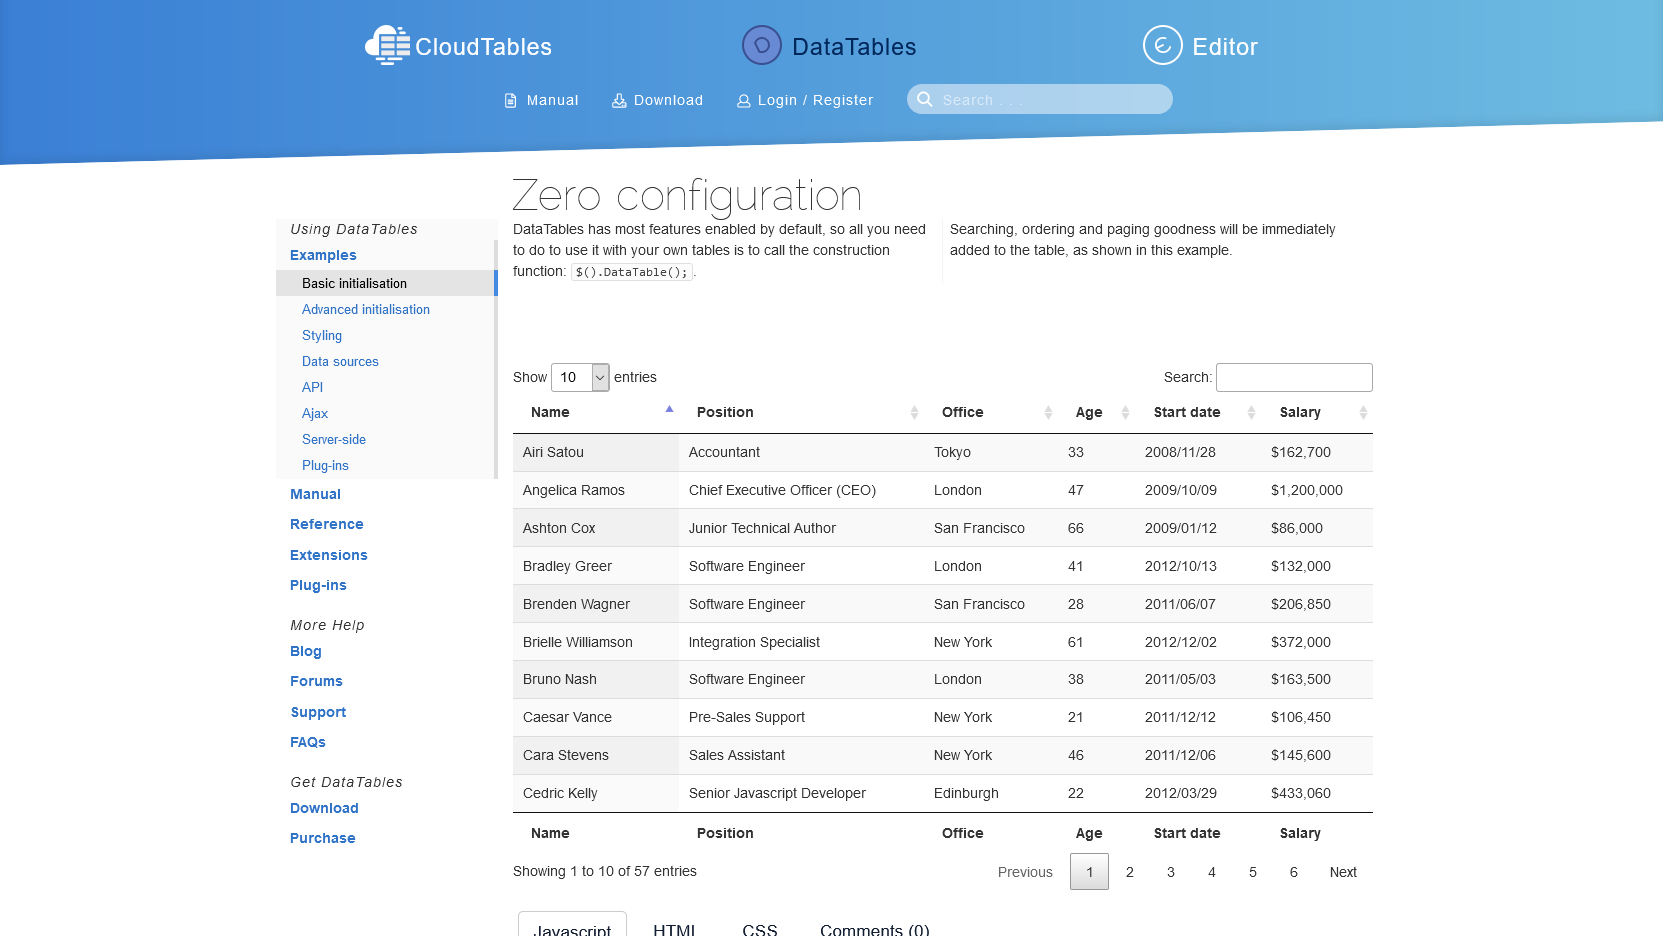 CloudTables
DataTables
Editor
Manual
Download
Login / Register
Search . . .
Zero configuration
Using DataTables
Examples
Basic initialisation
Advanced initialisation
Styling
Data sources
API
Ajax
Server-side
Plug-ins
Manual
Reference
Extensions
Plug-ins
More Help
Blog
Forums
Support
FAQs
Get DataTables
Download
Purchase
DataTables has most features enabled by default, so all you need
to do to use it with your own tables is to call the construction
function: $().DataTable();.
Searching, ordering and paging goodness will be immediately
added to the table, as shown in this example.
Show 10 entries
Search:
Name Position Office Age Start date Salary
Airi Satou Accountant Tokyo 33 2008/11/28 $162,700
Angelica Ramos Chief Executive Officer (CEO) London 47 2009/10/09 $1,200,000
Ashton Cox Junior Technical Author San Francisco 66 2009/01/12 $86,000
Bradley Greer Software Engineer London 41 2012/10/13 $132,000
Brenden Wagner Software Engineer San Francisco 28 2011/06/07 $206,850
Brielle Williamson Integration Specialist New York 61 2012/12/02 $372,000
Bruno Nash Software Engineer London 38 2011/05/03 $163,500
Caesar Vance Pre-Sales Support New York 21 2011/12/12 $106,450
Cara Stevens Sales Assistant New York 46 2011/12/06 $145,600
Cedric Kelly Senior Javascript Developer Edinburgh 22 2012/03/29 $433,060
Name Position Office Age Start date Salary
Showing 1 to 10 of 57 entries
Previous 1 2 3 4 5 6 Next
Javascript HTML CSS Comments (0)